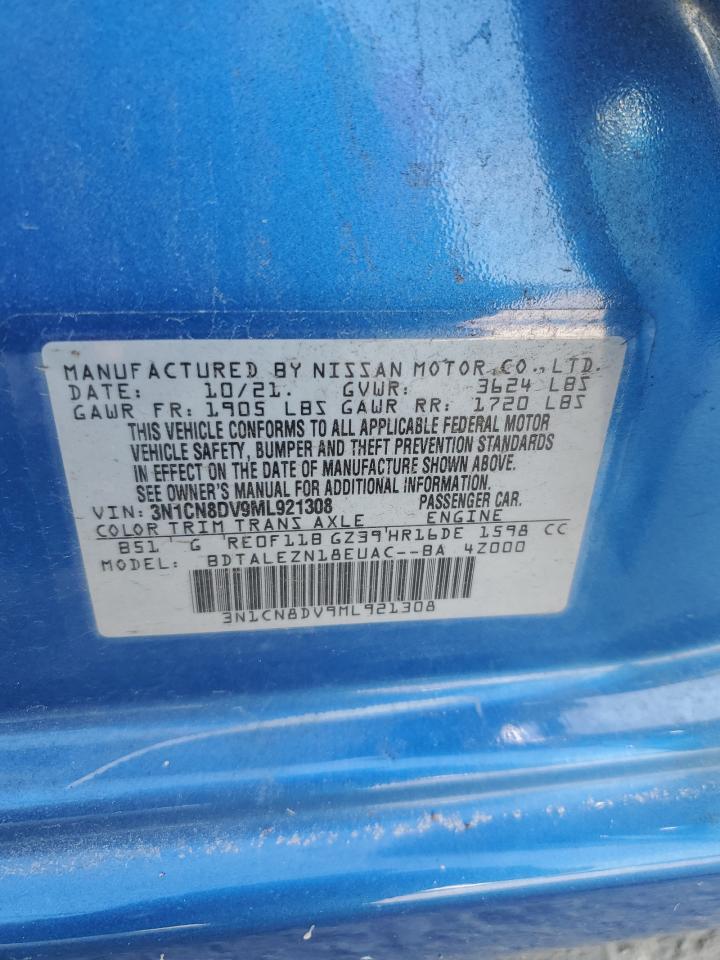 MANUFACTURED BY NISSAN MOTOR CO., LTD.
DATE: 10/21. GVWR: 3624 LBS
GAWR FR: 1905 LBS GAWR RR: 1720 LBS
THIS VEHICLE CONFORMS TO ALL APPLICABLE FEDERAL MOTOR
VEHICLE SAFETY, BUMPER AND THEFT PREVENTION STANDARDS
IN EFFECT ON THE DATE OF MANUFACTURE SHOWN ABOVE.
SEE OWNER'S MANUAL FOR ADDITIONAL INFORMATION.
VIN: 3N1CN8DV9ML921308 PASSENGER CAR.
COLOR TRIM TRANS AXLE ENGINE
B51 G RE0F11B GZ39 HR16DE 1598 CC
MODEL: BDTALEZN18EUAC--BA 4Z000
3N1CN8DV9ML921308